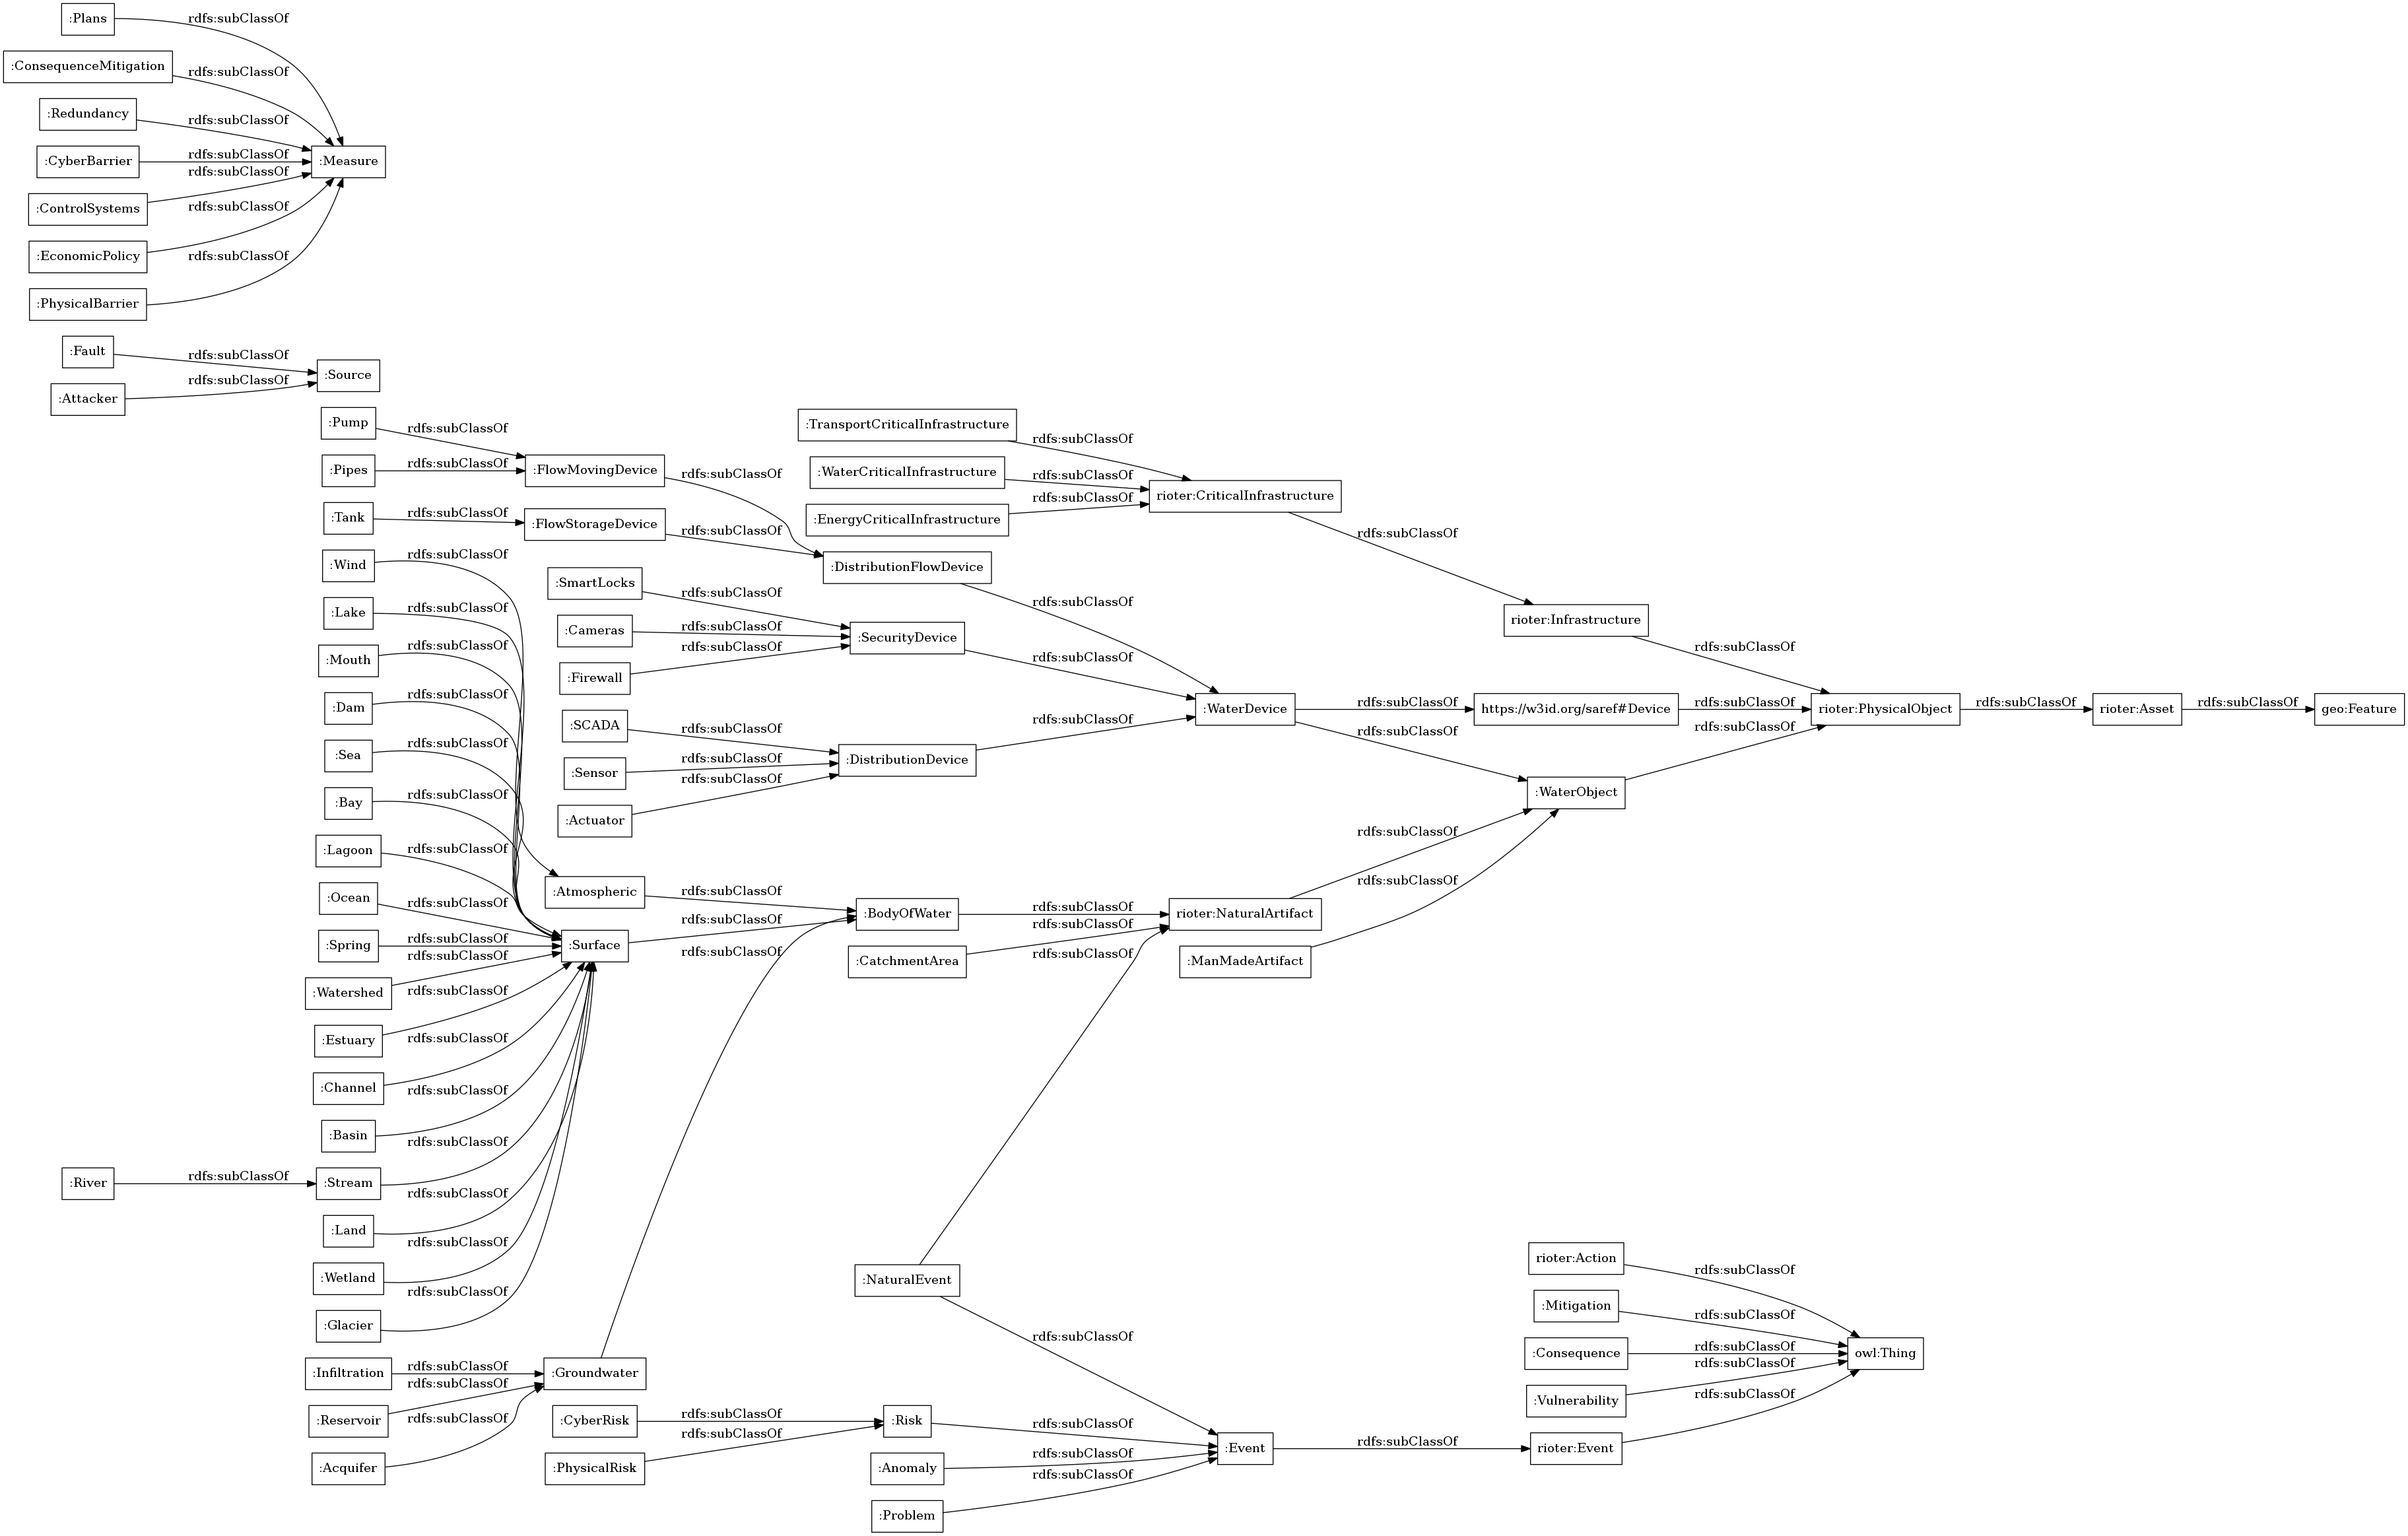 :Plans
rdfs:subClassOf
:ConsequenceMitigation
rdfs:subClassOf
:Redundancy
rdfs:subClassOf
:CyberBarrier
rdfs:subClassOf
:Measure
:ControlSystems
rdfs:subClassOf
:EconomicPolicy
rdfs:subClassOf
:PhysicalBarrier
rdfs:subClassOf
:Fault
rdfs:subClassOf
:Source
:Attacker
rdfs:subClassOf
:Pump
rdfs:subClassOf
:Pipes
rdfs:subClassOf
:FlowMovingDevice
rdfs:subClassOf
:Tank
rdfs:subClassOf
:FlowStorageDevice
rdfs:subClassOf
:DistributionFlowDevice
rdfs:subClassOf
:TransportCriticalInfrastructure
rdfs:subClassOf
:WaterCriticalInfrastructure
rdfs:subClassOf
:EnergyCriticalInfrastructure
rdfs:subClassOf
rioter:CriticalInfrastructure
rdfs:subClassOf
rioter:Infrastructure
rdfs:subClassOf
:SmartLocks
rdfs:subClassOf
:Cameras
rdfs:subClassOf
:Firewall
rdfs:subClassOf
:SecurityDevice
rdfs:subClassOf
:SCADA
rdfs:subClassOf
:Sensor
rdfs:subClassOf
:Actuator
rdfs:subClassOf
:DistributionDevice
rdfs:subClassOf
:WaterDevice
rdfs:subClassOf
https://w3id.org/saref#Device
rdfs:subClassOf
rioter:PhysicalObject
rdfs:subClassOf
rioter:Asset
rdfs:subClassOf
geo:Feature
rdfs:subClassOf
:WaterObject
rdfs:subClassOf
:Wind
rdfs:subClassOf
:Lake
rdfs:subClassOf
:Mouth
rdfs:subClassOf
:Dam
rdfs:subClassOf
:Sea
rdfs:subClassOf
:Bay
rdfs:subClassOf
:Lagoon
rdfs:subClassOf
:Ocean
rdfs:subClassOf
:Spring
rdfs:subClassOf
:Watershed
rdfs:subClassOf
:Estuary
rdfs:subClassOf
:Channel
rdfs:subClassOf
:Basin
rdfs:subClassOf
:River
rdfs:subClassOf
:Stream
rdfs:subClassOf
:Land
rdfs:subClassOf
:Wetland
rdfs:subClassOf
:Glacier
rdfs:subClassOf
:Atmospheric
rdfs:subClassOf
:Surface
rdfs:subClassOf
:BodyOfWater
rdfs:subClassOf
:CatchmentArea
rdfs:subClassOf
rioter:NaturalArtifact
rdfs:subClassOf
:ManMadeArtifact
rdfs:subClassOf
:Infiltration
rdfs:subClassOf
:Reservoir
rdfs:subClassOf
:Acquifer
rdfs:subClassOf
:Groundwater
rdfs:subClassOf
:NaturalEvent
rdfs:subClassOf
rdfs:subClassOf
:CyberRisk
rdfs:subClassOf
:PhysicalRisk
rdfs:subClassOf
:Risk
rdfs:subClassOf
:Anomaly
rdfs:subClassOf
:Problem
rdfs:subClassOf
:Event
rdfs:subClassOf
rioter:Action
rdfs:subClassOf
:Mitigation
rdfs:subClassOf
:Consequence
rdfs:subClassOf
owl:Thing
:Vulnerability
rdfs:subClassOf
rioter:Event
rdfs:subClassOf